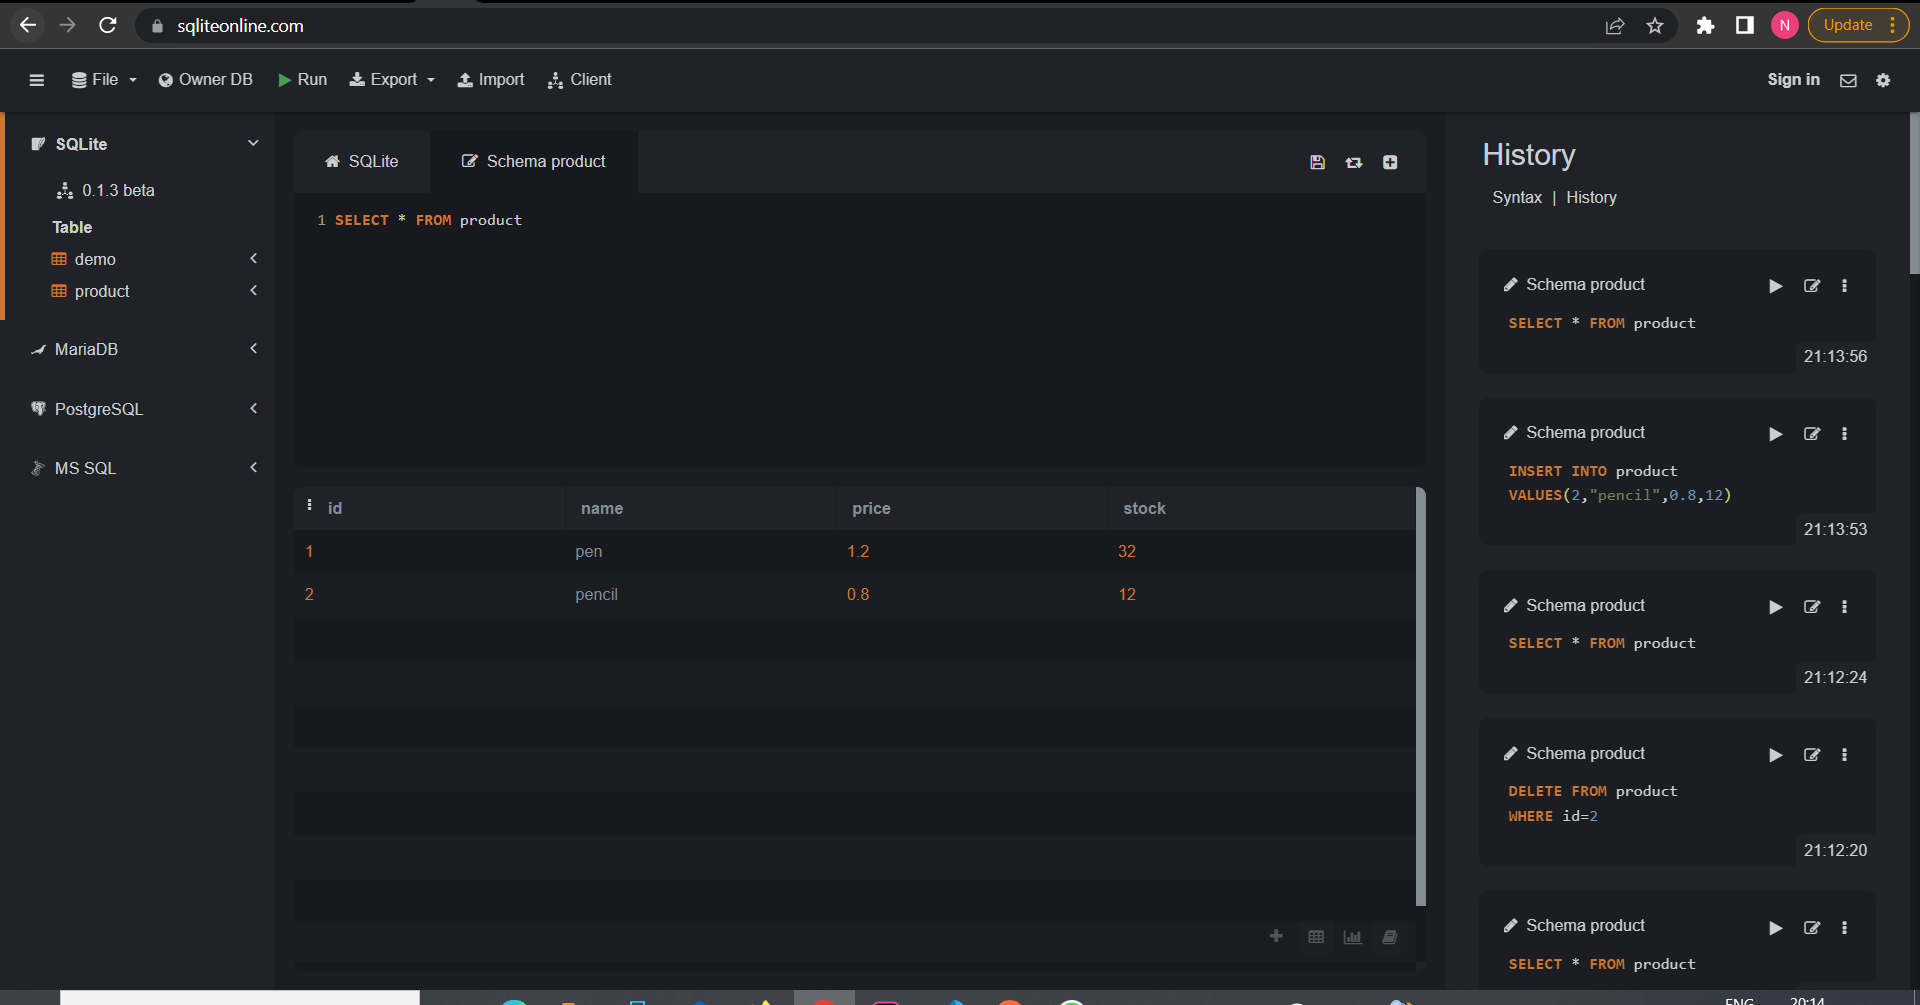 sqliteonline.com
N
Update
File
Owner DB
Run
Export
Import
Client
Sign in
SQLite
0.1.3 beta
Table
demo
product
MariaDB
PostgreSQL
MS SQL
SQLite
Schema product
1 SELECT * FROM product
id name price stock
1 pen 1.2 32
2 pencil 0.8 12
History
Syntax | History
Schema product
SELECT * FROM product
21:13:56
Schema product
INSERT INTO product
VALUES(2,"pencil",0.8,12)
21:13:53
Schema product
SELECT * FROM product
21:12:24
Schema product
DELETE FROM product
WHERE id=2
21:12:20
Schema product
SELECT * FROM product
ENG
20:14